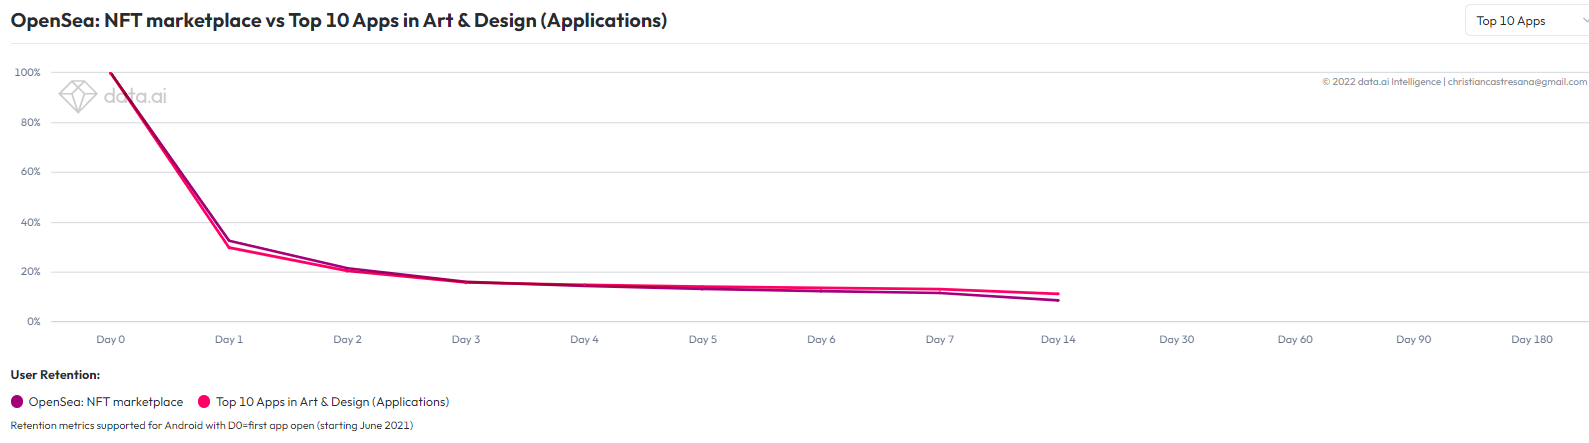 OpenSea: NFT marketplace vs Top 10 Apps in Art & Design (Applications)
Top 10 Apps
100%
© 2022 data.ai Intelligence | christiancastresana@gmail.com
data.ai
80%
60%
40%
20%
0%
Day 0 Day 1 Day 2 Day 3 Day 4 Day 5 Day 6 Day 7 Day 14 Day 30 Day 60 Day 90 Day 180
User Retention:
OpenSea: NFT marketplace Top 10 Apps in Art & Design (Applications)
Retention metrics supported for Android with D0=first app open (starting June 2021)